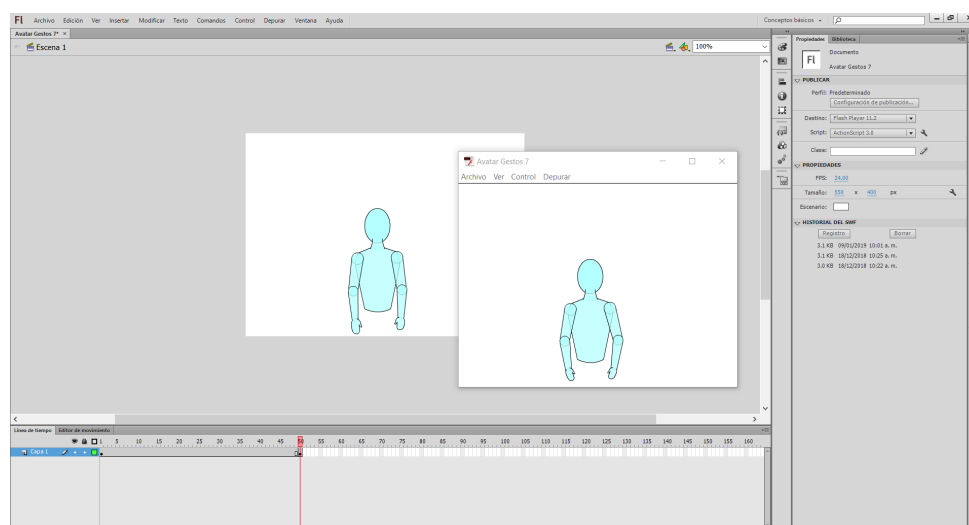 Fl Archivo Edición Ver Insertar Modificar Texto Comandos Control Depurar Ventana Ayuda Conceptos básicos
Avatar Gestos 7* ×
Escena 1 100%
Propiedades Biblioteca
Fl
Documento
Avatar Gestos 7
PUBLICAR
Perfil: Predeterminado
Configuración de publicación...
Destino: Flash Player 11.2
Script: ActionScript 3.0
Clase:
PROPIEDADES
FPS: 24.00
Tamaño: 550 x 400 px
Escenario:
HISTORIAL DEL SWF
Registro Borrar
3.1 KB 09/01/2019 10:01 a. m.
3.1 KB 18/12/2018 10:25 a. m.
3.0 KB 18/12/2018 10:22 a. m.
Avatar Gestos 7
Archivo Ver Control Depurar
Línea de tiempo Editor de movimiento
1 5 10 15 20 25 30 35 40 45 50 55 60 65 70 75 80 85 90 95 100 105 110 115 120 125 130 135 140 145 150 155 160
Capa 1